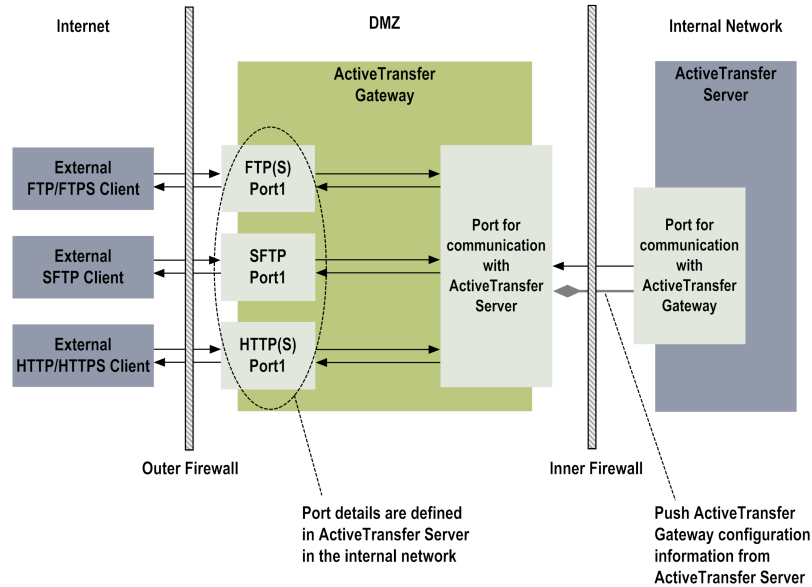 Internet
DMZ
Internal Network
ActiveTransfer
Gateway
ActiveTransfer
Server
External
FTP/FTPS Client
FTP(S)
Port1
External
SFTP Client
SFTP
Port1
External
HTTP/HTTPS Client
HTTP(S)
Port1
Port for
communication
with
ActiveTransfer
Server
Port for
communication
with
ActiveTransfer
Gateway
Outer Firewall
Inner Firewall
Port details are defined
in ActiveTransfer Server
in the internal network
Push ActiveTransfer
Gateway configuration
information from
ActiveTransfer Server